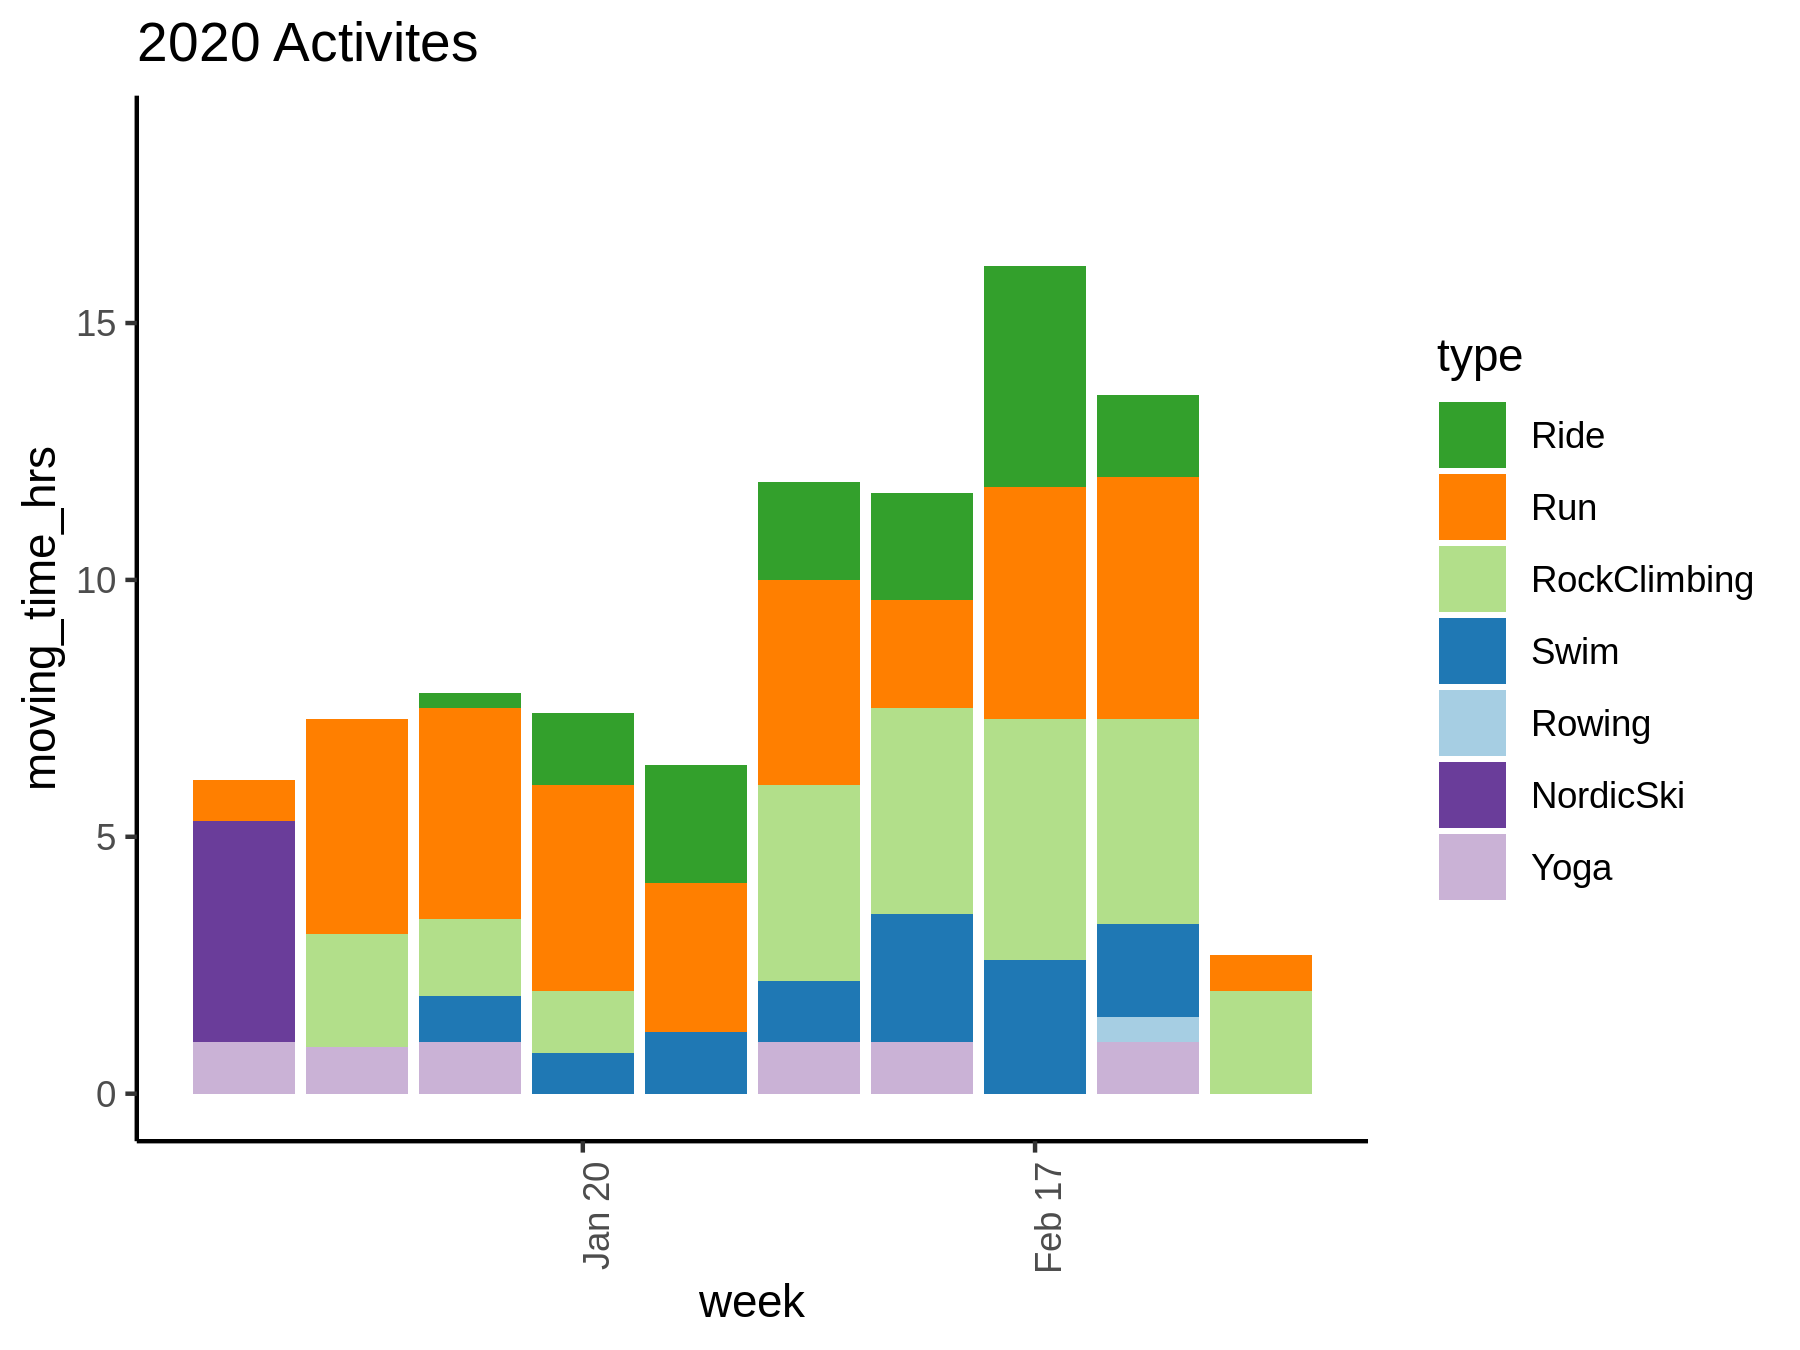 2020 Activites
moving_time_hrs
15
10
5
0
Jan 20
Feb 17
week
type
Ride
Run
RockClimbing
Swim
Rowing
NordicSki
Yoga